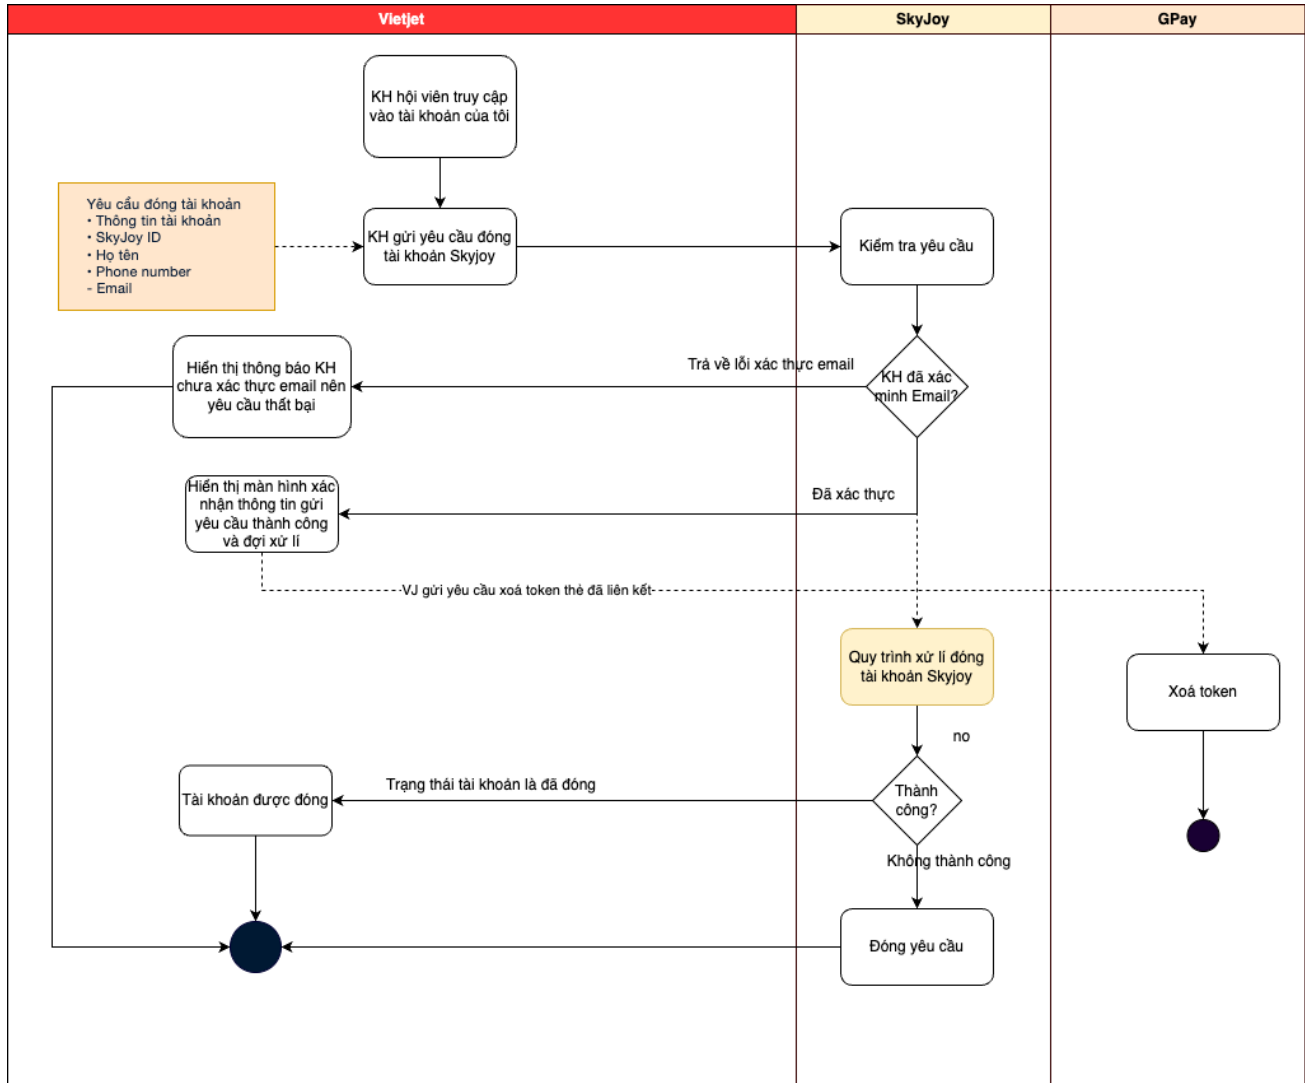 Vietjet
SkyJoy
GPay
KH hội viên truy cập
vào tài khoản của tôi
Yêu cẩu đóng tài khoản
• Thông tin tài khoản
• SkyJoy ID
• Họ tên
• Phone number
- Email
KH gửi yêu cầu đóng
tài khoản Skyjoy
Kiểm tra yêu cầu
Hiển thị thông báo KH
chưa xác thực email nên
yêu cầu thất bại
Trả về lỗi xác thực email
KH đã xác
minh Email?
Hiển thị màn hình xác
nhận thông tin gửi
yêu cầu thành công
và đợi xử lí
Đã xác thực
VJ gửi yêu cầu xoá token thẻ đã liên kết
Quy trình xử lí đóng
tài khoản Skyjoy
Xoá token
no
Tài khoản được đóng
Trạng thái tài khoản là đã đóng
Thành
công?
Không thành công
Đóng yêu cầu